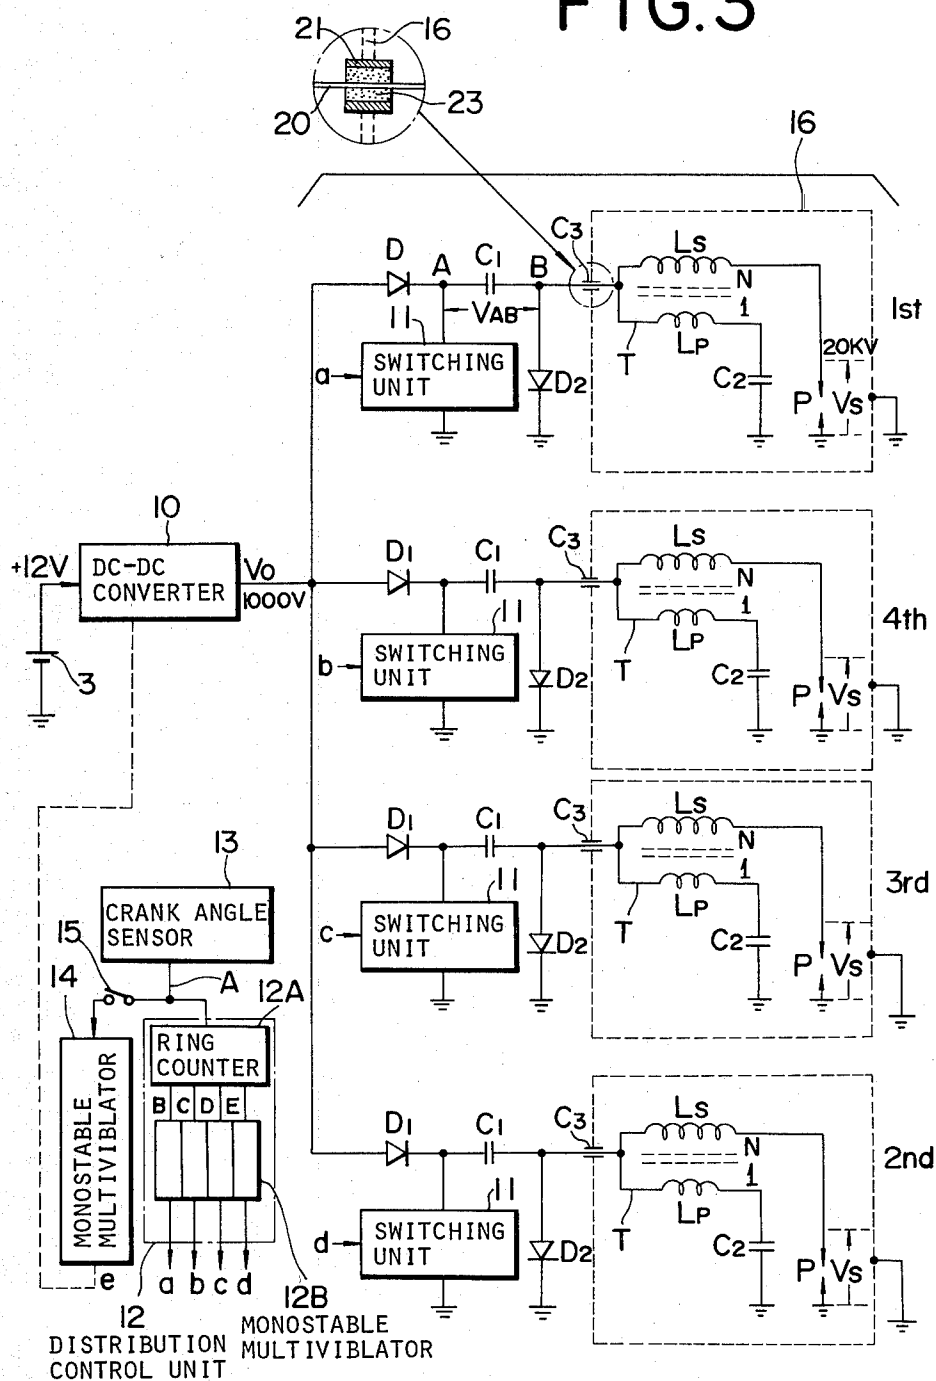 FIG. 3
21
16
20
23
16
D
A
C1
B
C3
Ls
N
1
1st
VAB
11
SWITCHING
UNIT
a
D2
T
LP
C2
20KV
P
Vs
10
+12V
DC-DC
CONVERTER
Vo
1000V
3
D1
C1
C3
Ls
N
1
4th
11
SWITCHING
UNIT
b
D2
T
LP
C2
P
Vs
D1
C1
C3
Ls
N
1
3rd
11
SWITCHING
UNIT
c
D2
T
LP
C2
P
Vs
13
CRANK ANGLE
SENSOR
15
14
A
12A
RING
COUNTER
B C D E
MONOSTABLE
MULTIVIBLATOR
e
a b c d
12
DISTRIBUTION
CONTROL UNIT
12B
MONOSTABLE
MULTIVIBLATOR
D1
C1
C3
Ls
N
1
2nd
11
SWITCHING
UNIT
d
D2
T
LP
C2
P
Vs